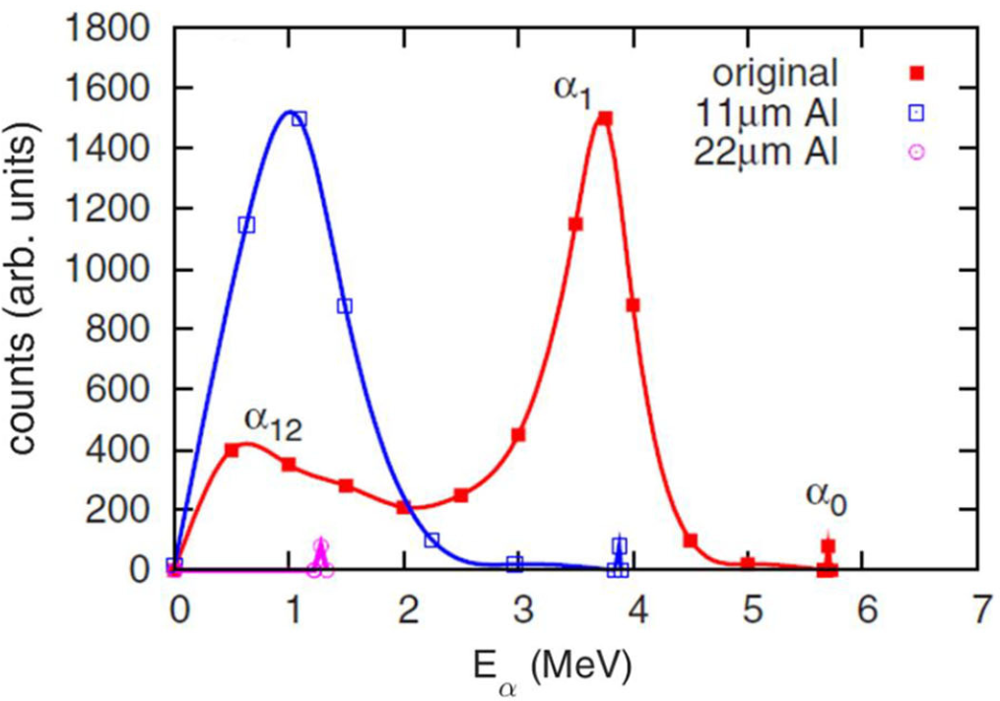 counts (arb. units)
1800
1600
1400
1200
1000
800
600
400
200
0
α12
α1
α0
original
11μm Al
22μm Al
0 1 2 3 4 5 6 7
Eα (MeV)